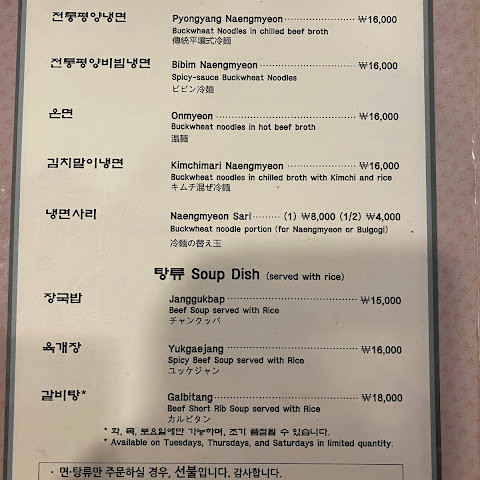 전통평양냉면 Pyongyang Naengmyeon ₩16,000
Buckwheat Noodles in chilled beef broth
傳統平壤式冷麵
전통평양비빔냉면 Bibim Naengmyeon ₩16,000
Spicy-sauce Buckwheat Noodles
ビビン冷麺
온면 Onmyeon ₩16,000
Buckwheat noodles in hot beef broth
温麺
김치말이냉면 Kimchimari Naengmyeon ₩16,000
Buckwheat noodles in chilled broth with Kimchi and rice
キムチ混ぜ冷麺
냉면사리 Naengmyeon Sari (1) ₩8,000 (1/2) ₩4,000
Buckwheat noodle portion (for Naengmyeon or Bulgogi)
冷麺の替え玉
탕류 Soup Dish (served with rice)
장국밥 Janggukbap ₩15,000
Beef Soup served with Rice
チャンクッパ
육개장 Yukgaejang ₩16,000
Spicy Beef Soup served with Rice
ユッケジャン
갈비탕* Galbitang ₩18,000
Beef Short Rib Soup served with Rice
カルビタン
* 화, 목, 토요일에만 가능하며, 조기 품절될 수 있습니다.
* Available on Tuesdays, Thursdays, and Saturdays in limited quantity.
· 면·탕류만 주문하실 경우, 선불입니다. 감사합니다.